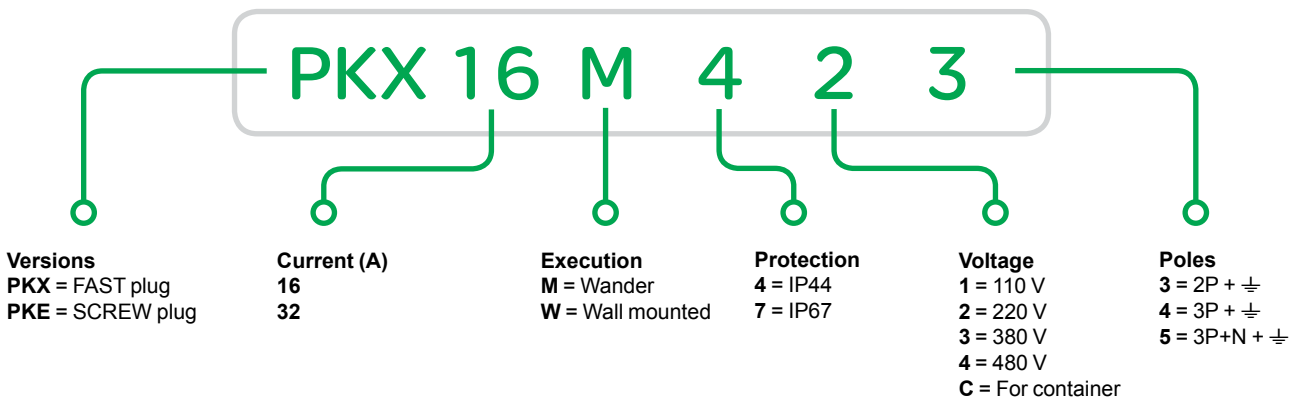 PKX 16 M 4 2 3
Versions
PKX = FAST plug
PKE = SCREW plug
Current (A)
16
32
Execution
M = Wander
W = Wall mounted
Protection
4 = IP44
7 = IP67
Voltage
1 = 110 V
2 = 220 V
3 = 380 V
4 = 480 V
C = For container
Poles
3 = 2P + ⏚
4 = 3P + ⏚
5 = 3P+N + ⏚